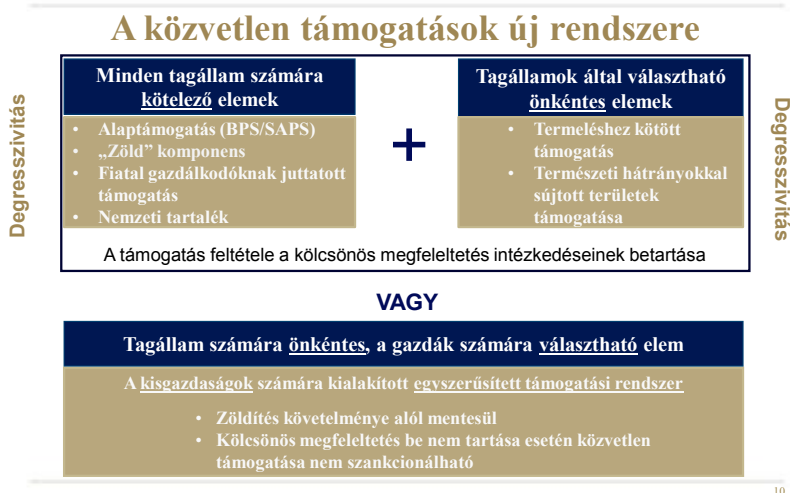 A közvetlen támogatások új rendszere
Degresszivitás
Minden tagállam számára
kötelező elemek
• Alaptámogatás (BPS/SAPS)
• „Zöld” komponens
• Fiatal gazdálkodóknak juttatott
támogatás
• Nemzeti tartalék
+
Tagállamok által választható
önkéntes elemek
• Termeléshez kötött
támogatás
• Természeti hátrányokkal
sújtott területek
támogatása
Degresszivitás
A támogatás feltétele a kölcsönös megfeleltetés intézkedéseinek betartása
VAGY
Tagállam számára önkéntes, a gazdák számára választható elem
A kisgazdaságok számára kialakított egyszerűsített támogatási rendszer
• Zöldítés követelménye alól mentesül
• Kölcsönös megfeleltetés be nem tartása esetén közvetlen
támogatása nem szankcionálható
10